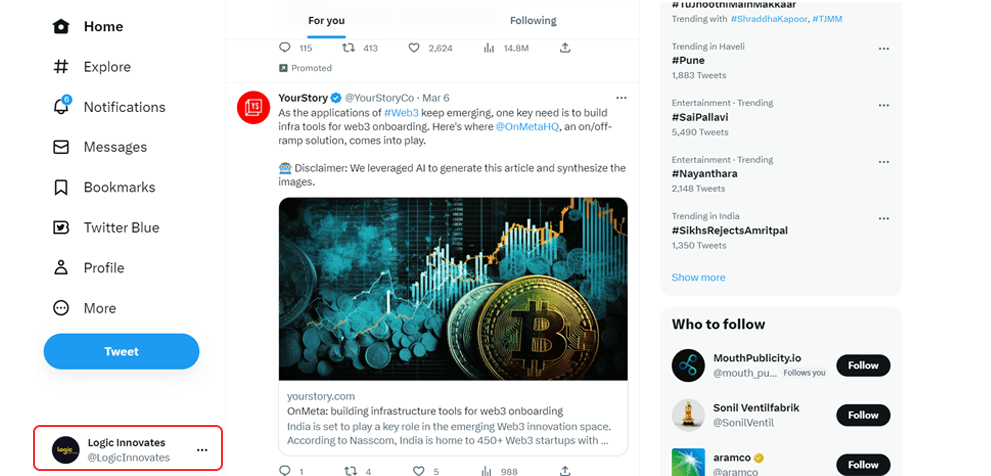 Home
Explore
6
Notifications
Messages
Bookmarks
Twitter Blue
Profile
More
Tweet
Logic Innovates
@LogicInnovates
logic
For you
Following
115 413 2,624 14.8M
Promoted
YS
YourStory @YourStoryCo · Mar 6
As the applications of #Web3 keep emerging, one key need is to build
infra tools for web3 onboarding. Here's where @OnMetaHQ, an on/off-
ramp solution, comes into play.
Disclaimer: We leveraged AI to generate this article and synthesize the
images.
yourstory.com
OnMeta: building infrastructure tools for web3 onboarding
India is set to play a key role in the emerging Web3 innovation space.
According to Nasscom, India is home to 450+ Web3 startups with ...
1 4 5 988
#TuJhoothiMainMakkaar
Trending with #ShraddhaKapoor, #TJMM
Trending in Haveli
#Pune
1,883 Tweets
Entertainment · Trending
#SaiPallavi
5,490 Tweets
Entertainment · Trending
#Nayanthara
2,148 Tweets
Trending in India
#SikhsRejectsAmritpal
1,350 Tweets
Show more
Who to follow
MouthPublicity.io
@mouth_pu... Follows you
Follow
Sonil Ventilfabrik
@SonilVentil
Follow
aramco
@aramco
Follow